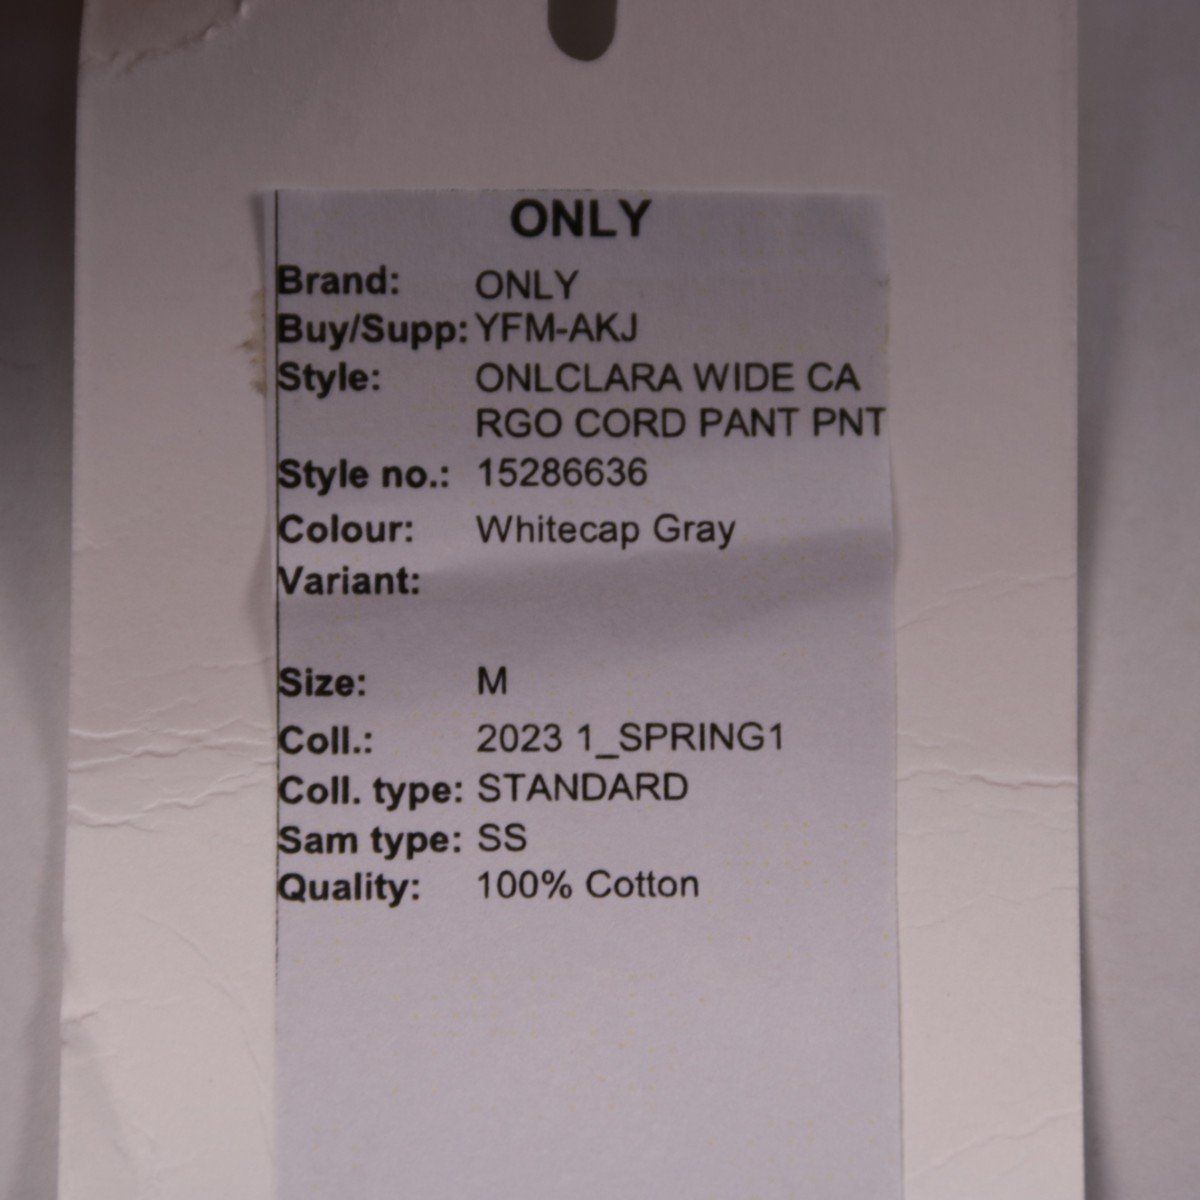 ONLY
Brand: ONLY
Buy/Supp: YFM-AKJ
Style: ONLCLARA WIDE CA
RGO CORD PANT PNT
Style no.: 15286636
Colour: Whitecap Gray
Variant:
Size: M
Coll.: 2023 1_SPRING1
Coll. type: STANDARD
Sam type: SS
Quality: 100% Cotton